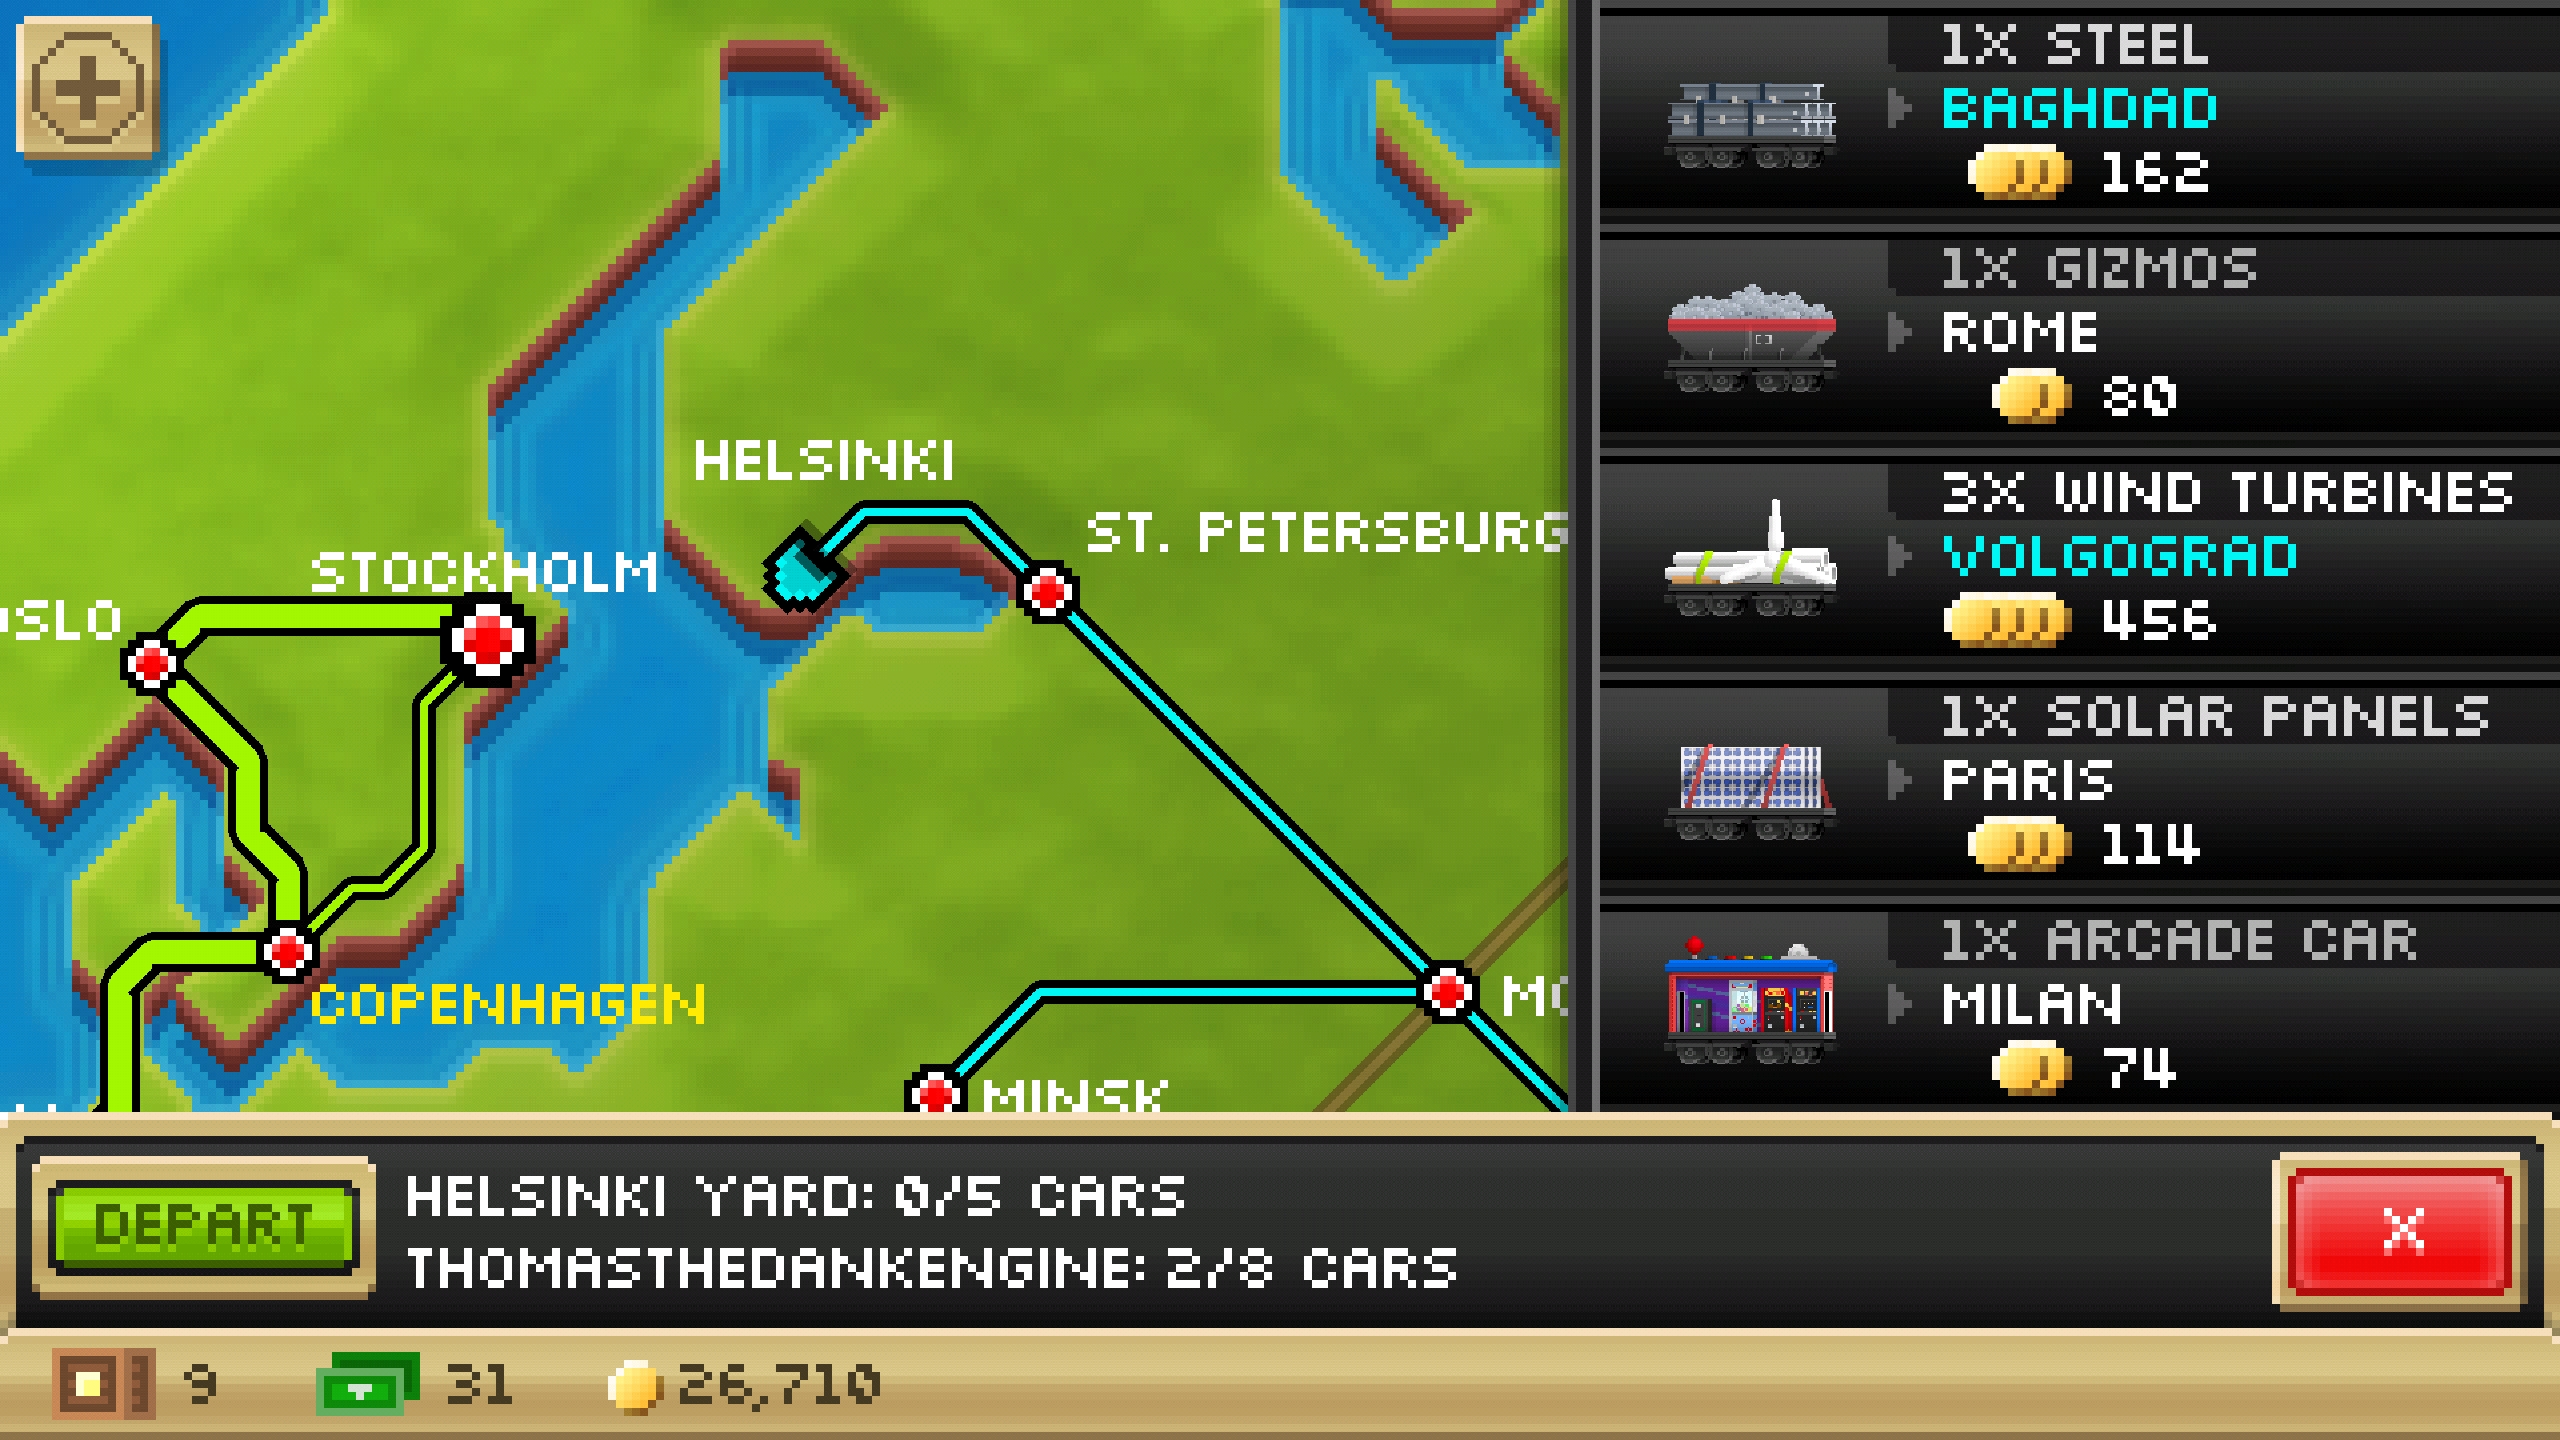 HELSINKI
ST. PETERSBURG
STOCKHOLM
OSLO
COPENHAGEN
MINSK
1X STEEL
BAGHDAD
162
1X GIZMOS
ROME
80
3X WIND TURBINES
VOLGOGRAD
456
1X SOLAR PANELS
PARIS
114
1X ARCADE CAR
MILAN
74
DEPART
HELSINKI YARD: 0/5 CARS
THOMASTHEDANKENGINE: 2/8 CARS
X
9
31
26,710